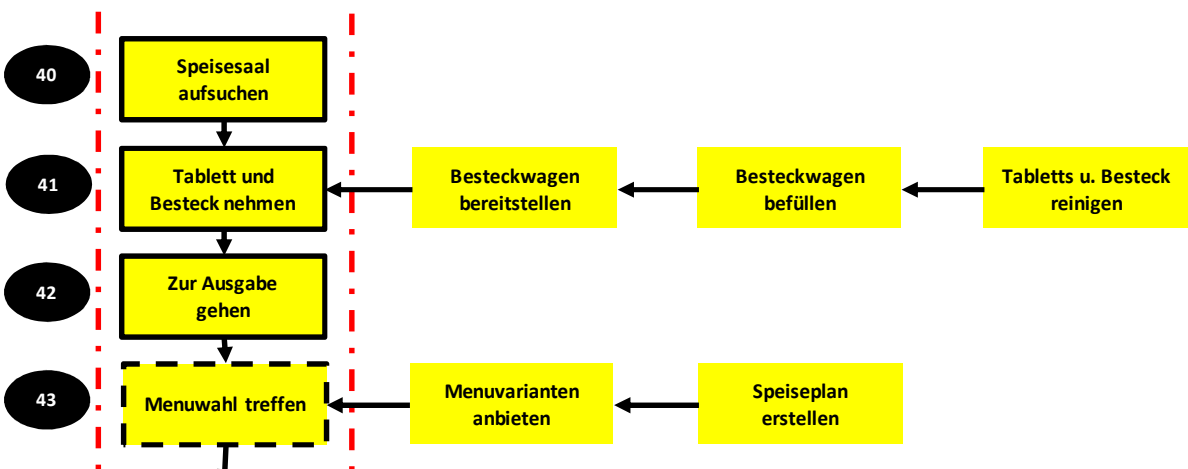 40
Speisesaal
aufsuchen
41
Tablett und
Besteck nehmen
Besteckwagen
bereitstellen
Besteckwagen
befüllen
Tabletts u. Besteck
reinigen
42
Zur Ausgabe
gehen
43
Menuwahl treffen
Menuvarianten
anbieten
Speiseplan
erstellen